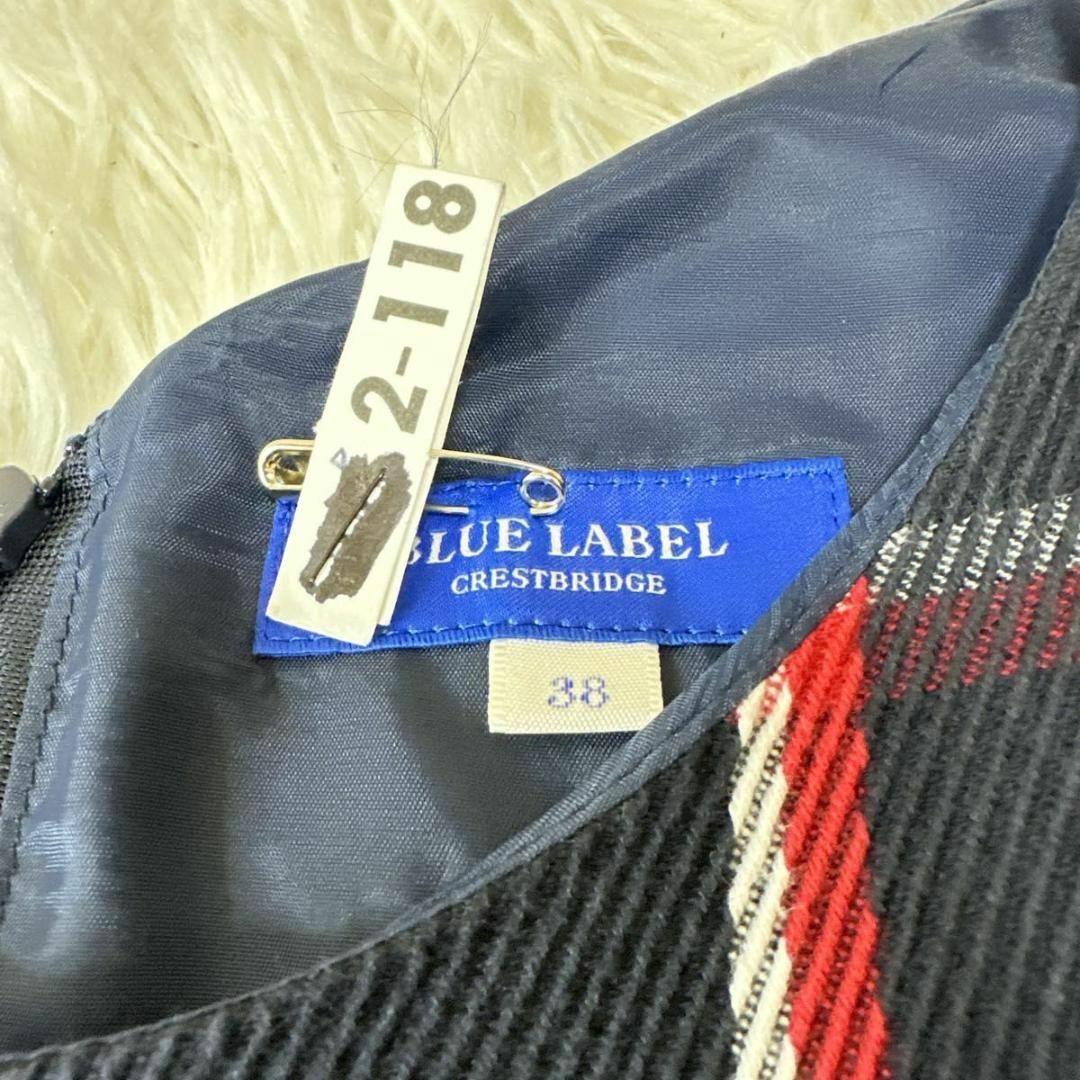 2-118
BLUE LABEL
CRESTBRIDGE
38